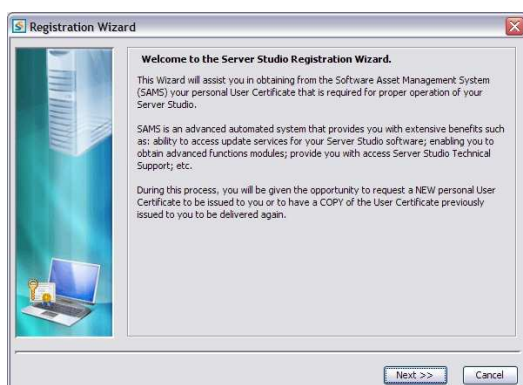 Registration Wizard
Welcome to the Server Studio Registration Wizard.
This Wizard will assist you in obtaining from the Software Asset Management System
(SAMS) your personal User Certificate that is required for proper operation of your
Server Studio.
SAMS is an advanced automated system that provides you with extensive benefits such
as: ability to access update services for your Server Studio software; enabling you to
obtain advanced functions modules; provide you with access Server Studio Technical
Support; etc.
During this process, you will be given the opportunity to request a NEW personal User
Certificate to be issued to you or to have a COPY of the User Certificate previously
issued to you to be delivered again.
Next >>
Cancel